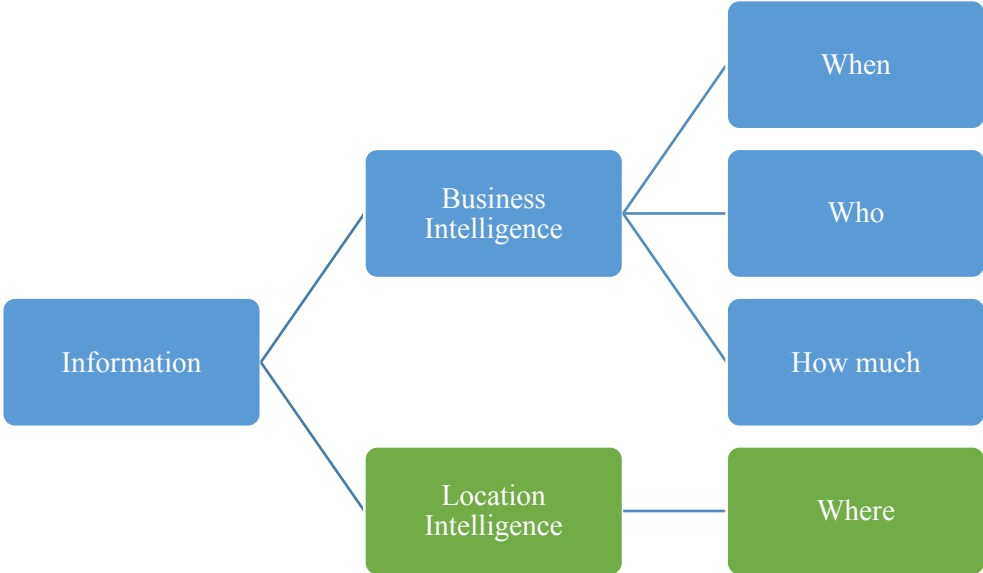 Information
Business
Intelligence
When
Who
How much
Location
Intelligence
Where